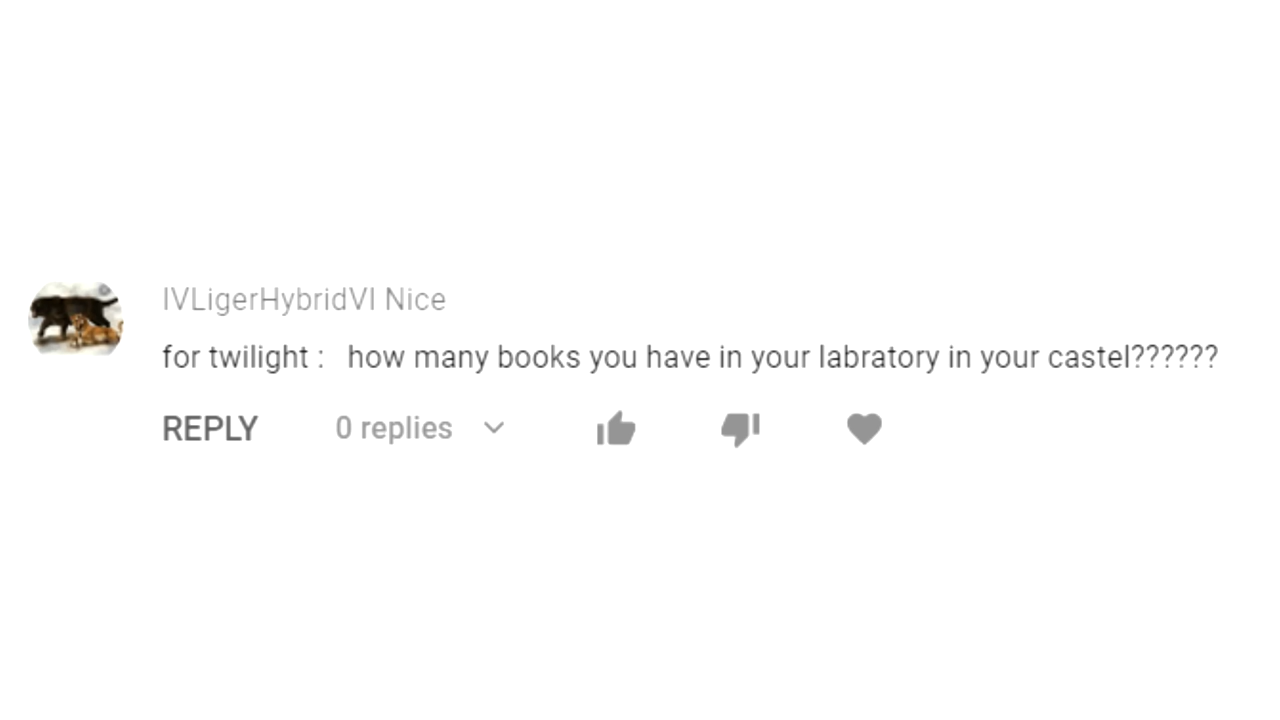 IVLigerHybridVI Nice
for twilight :   how many books you have in your labratory in your castel??????
REPLY 0 replies